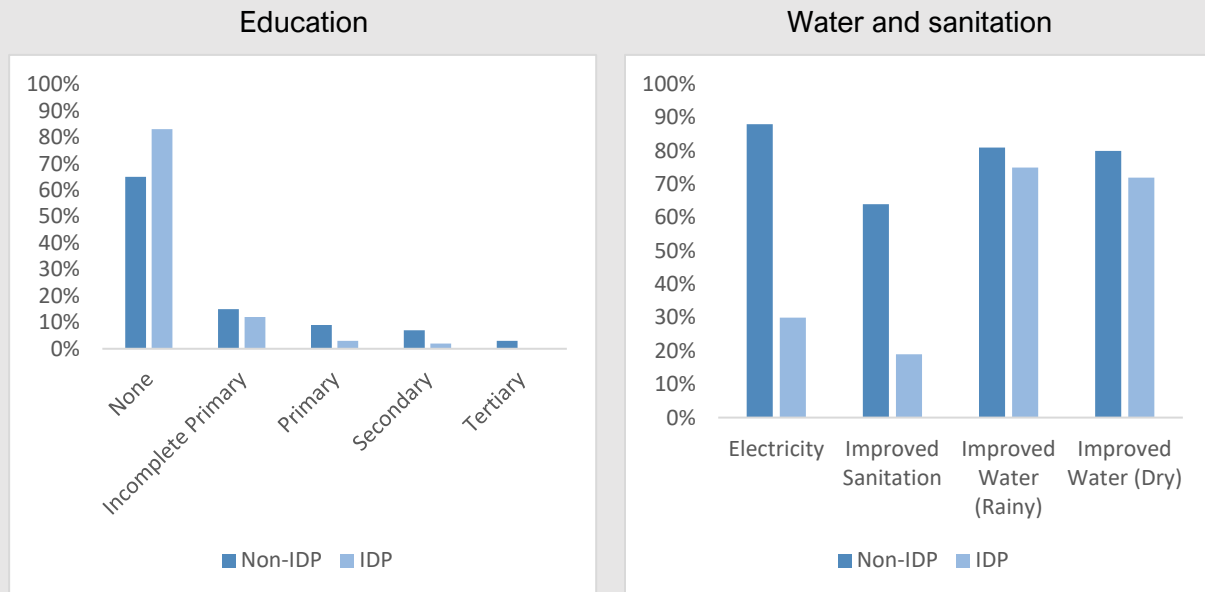 Education
100%
90%
80%
70%
60%
50%
40%
30%
20%
10%
0%
None
Incomplete Primary
Primary
Secondary
Tertiary
Non-IDP IDP
Water and sanitation
100%
90%
80%
70%
60%
50%
40%
30%
20%
10%
0%
Electricity
Improved
Sanitation
Improved
Water
(Rainy)
Improved
Water (Dry)
Non-IDP IDP